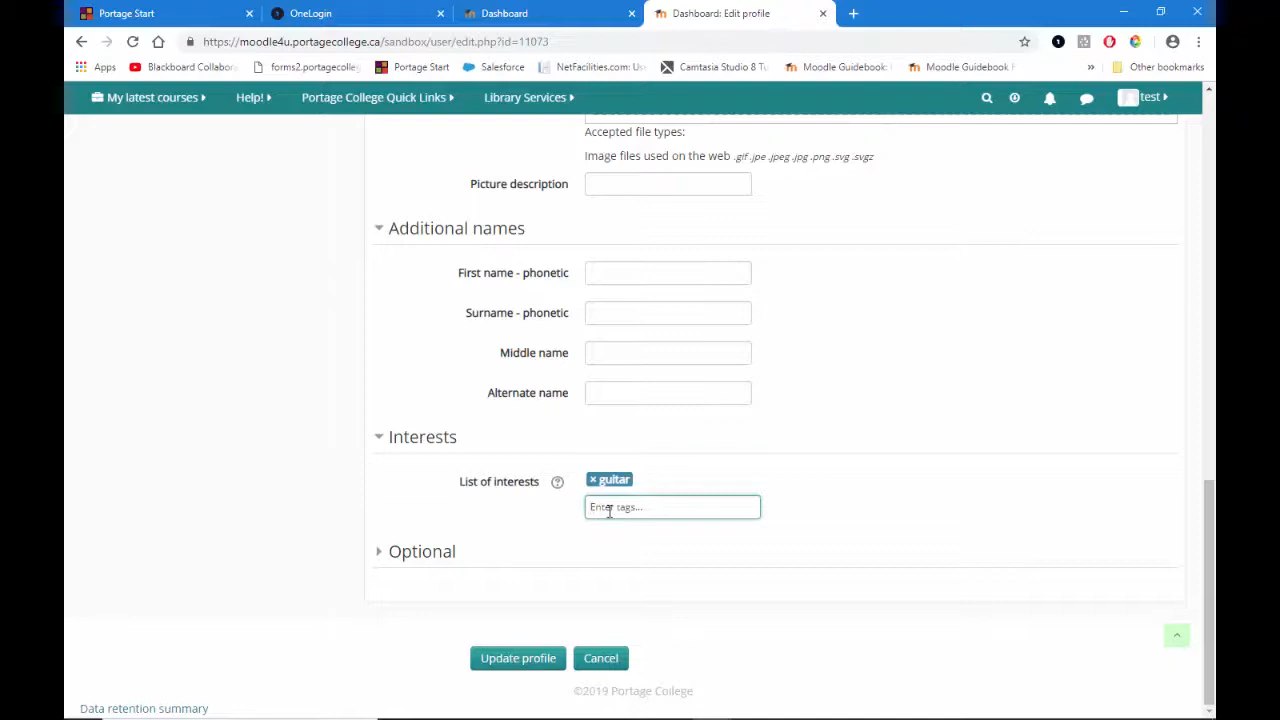 Portage Start
OneLogin
Dashboard
Dashboard: Edit profile
https://moodle4u.portagecollege.ca/sandbox/user/edit.php?id=11073
Apps
Blackboard Collabor
forms2.portagecolleg
Portage Start
Salesforce
NetFacilities.com: Us
Camtasia Studio 8 Tu
Moodle Guidebook:
Moodle Guidebook
Other bookmarks
My latest courses
Help!
Portage College Quick Links
Library Services
test
Accepted file types:
Image files used on the web .gif .jpe .jpeg .jpg .png .svg .svgz
Picture description
Additional names
First name - phonetic
Surname - phonetic
Middle name
Alternate name
Interests
List of interests
× guitar
Enter tags...
Optional
Update profile
Cancel
©2019 Portage College
Data retention summary